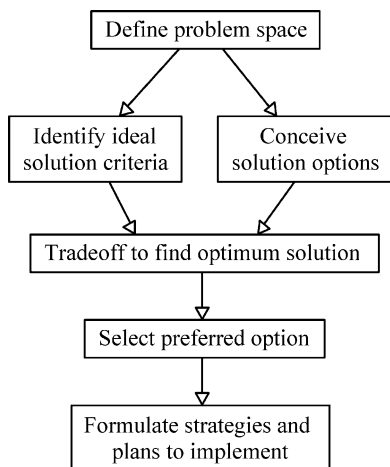 Define problem space
Identify ideal
solution criteria
Conceive
solution options
Tradeoff to find optimum solution
Select preferred option
Formulate strategies and
plans to implement